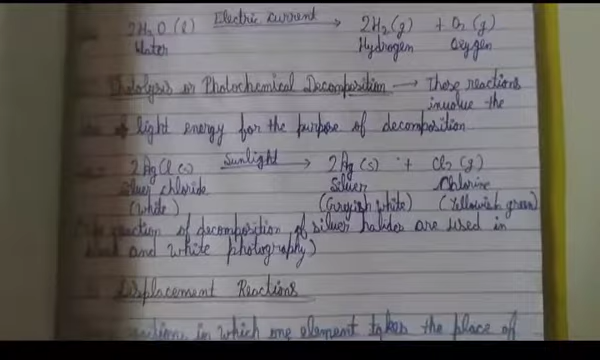 2H₂O (l) Electric current → 2H₂(g) + O₂(g)
Water Hydrogen Oxygen
Photolysis or Photochemical Decomposition → These reactions
involve the
of light energy for the purpose of decomposition
2AgCl(s) Sunlight → 2Ag(s) + Cl₂(g)
Silver chloride Silver Chlorine
(White) (Greyish white) (Yellowish green)
reaction of decomposition of silver halides are used in
and white photography)
Displacement Reactions
in which one element takes the place of